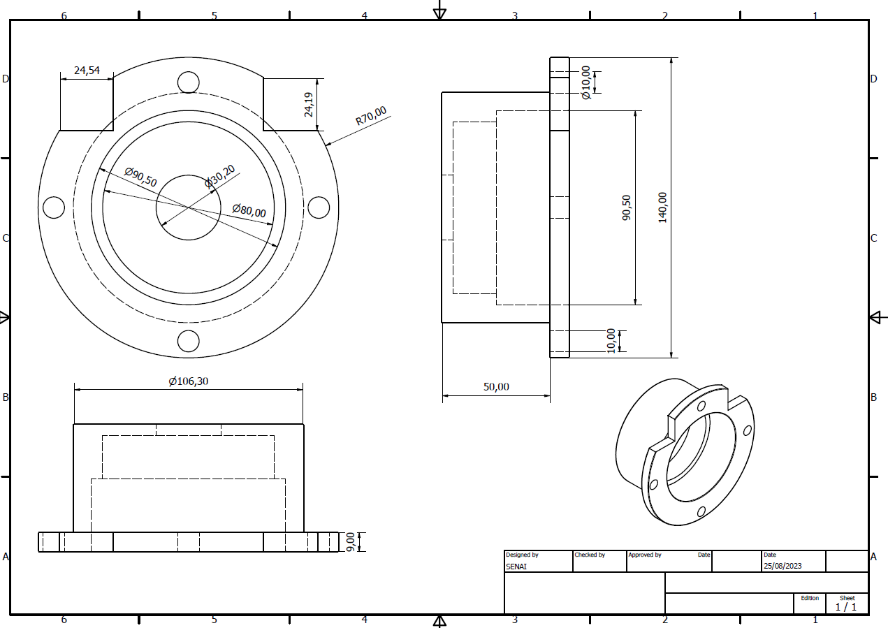 6 5 4 3 2 1
D
D
24,54
24,19
R70,00
Ø10,00
Ø90,50
Ø30,20
Ø80,00
90,50
140,00
C
C
10,00
50,00
Ø106,30
B
B
9,00
A
A
Designed by
SENAI
Checked by
Approved by
Date
Date
25/08/2023
Edition
Sheet
1 / 1
6 5 4 3 2 1